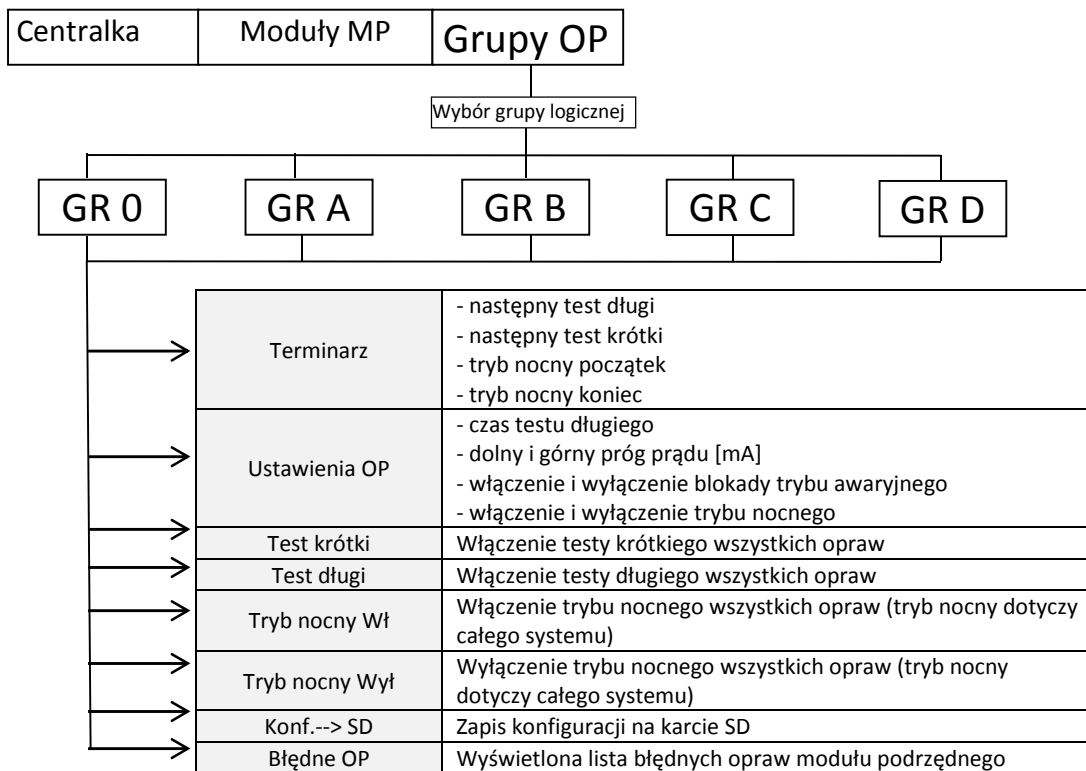 Centralka Moduły MP Grupy OP
Wybór grupy logicznej
GR 0 GR A GR B GR C GR D
Terminarz
- następny test długi
- następny test krótki
- tryb nocny początek
- tryb nocny koniec
Ustawienia OP
- czas testu długiego
- dolny i górny próg prądu [mA]
- włączenie i wyłączenie blokady trybu awaryjnego
- włączenie i wyłączenie trybu nocnego
Test krótki Włączenie testy krótkiego wszystkich opraw
Test długi Włączenie testy długiego wszystkich opraw
Tryb nocny Wł
Włączenie trybu nocnego wszystkich opraw (tryb nocny dotyczy
całego systemu)
Tryb nocny Wył
Wyłączenie trybu nocnego wszystkich opraw (tryb nocny
dotyczy całego systemu)
Konf.--> SD Zapis konfiguracji na karcie SD
Błędne OP Wyświetlona lista błędnych opraw modułu podrzędnego